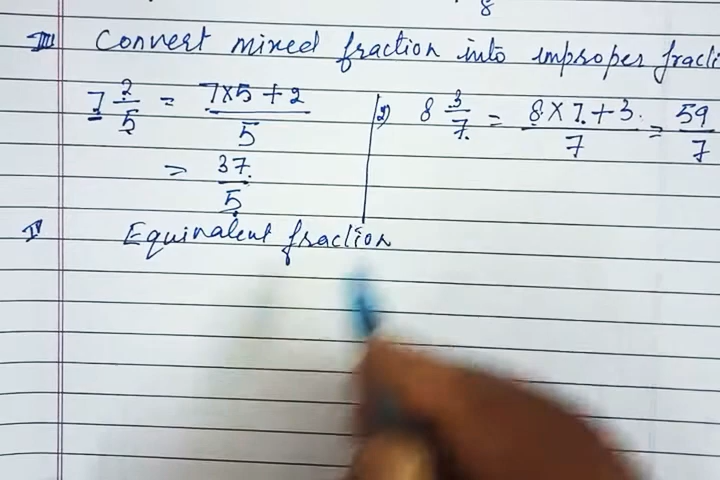 8
III Convert mixed fraction into improper fracti
7 2/5 = 7×5+2/5
= 37/5
2) 8 3/7 = 8×7+3/7 = 59/7
IV Equivalent fraction